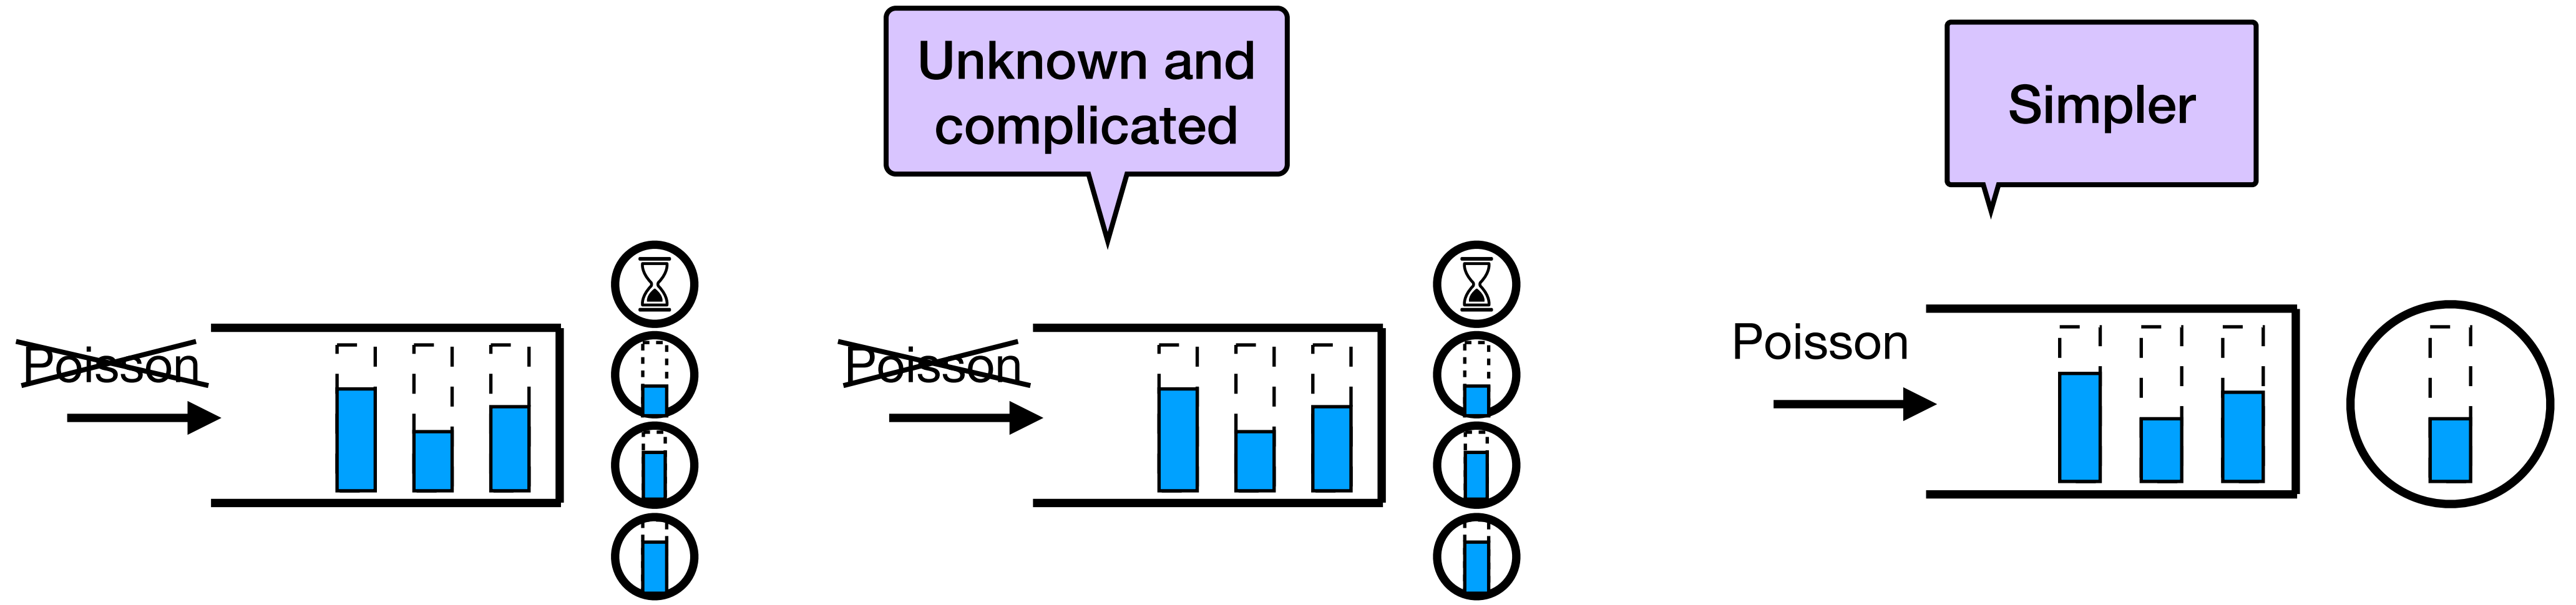 Unknown and
complicated
Simpler
Poisson
Poisson
Poisson